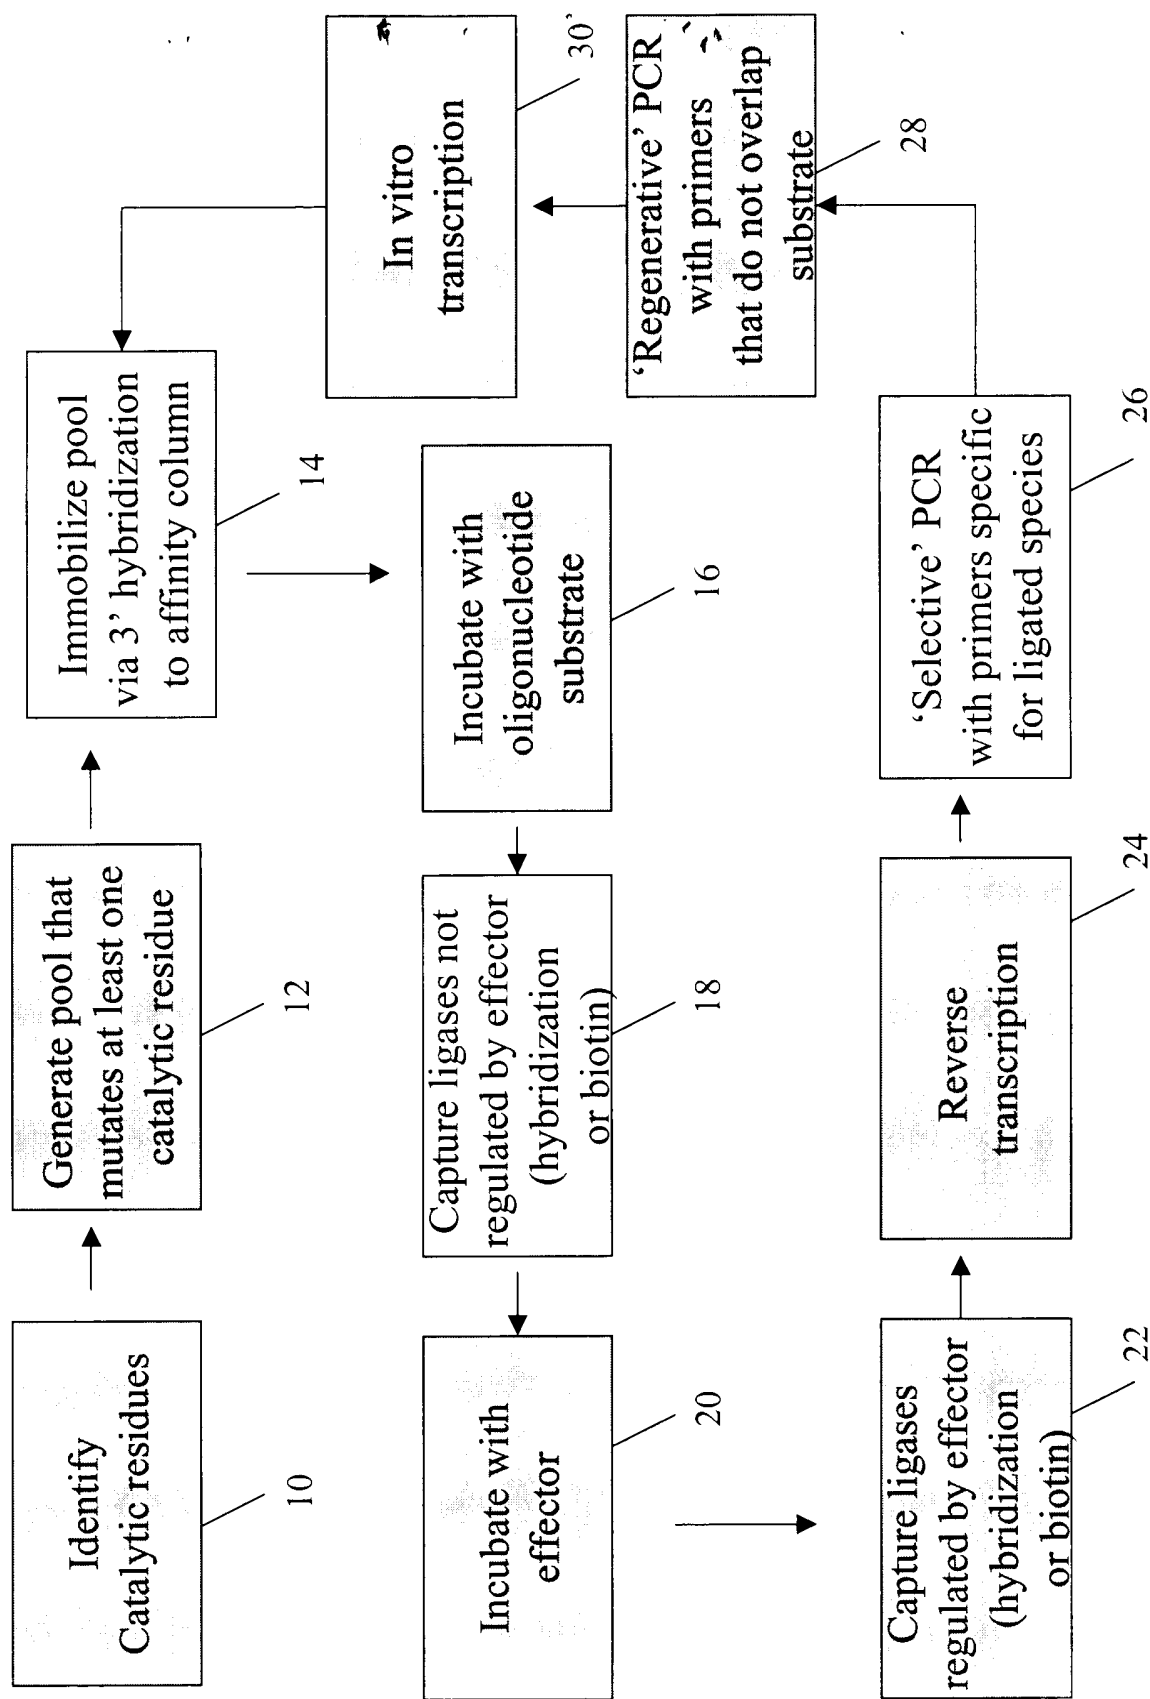 Identify
Catalytic residues
10
Generate pool that
mutates at least one
catalytic residue
12
Immobilize pool
via 3’ hybridization
to affinity column
14
Incubate with
oligonucleotide
substrate
16
Capture ligases not
regulated by effector
(hybridization
or biotin)
18
Incubate with
effector
20
Capture ligases
regulated by effector
(hybridization
or biotin)
22
Reverse
transcription
24
‘Selective’ PCR
with primers specific
for ligated species
26
‘Regenerative’ PCR
with primers
that do not overlap
substrate
28
In vitro
transcription
30